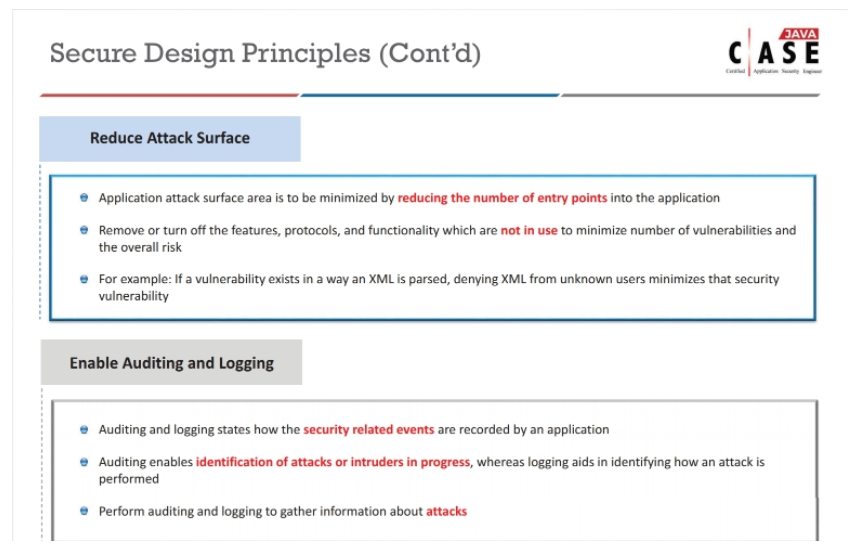 Secure Design Principles (Cont’d)
JAVA
CASE
Certified Application Security Engineer
Reduce Attack Surface
Application attack surface area is to be minimized by reducing the number of entry points into the application
Remove or turn off the features, protocols, and functionality which are not in use to minimize number of vulnerabilities and
the overall risk
For example: If a vulnerability exists in a way an XML is parsed, denying XML from unknown users minimizes that security
vulnerability
Enable Auditing and Logging
Auditing and logging states how the security related events are recorded by an application
Auditing enables identification of attacks or intruders in progress, whereas logging aids in identifying how an attack is
performed
Perform auditing and logging to gather information about attacks